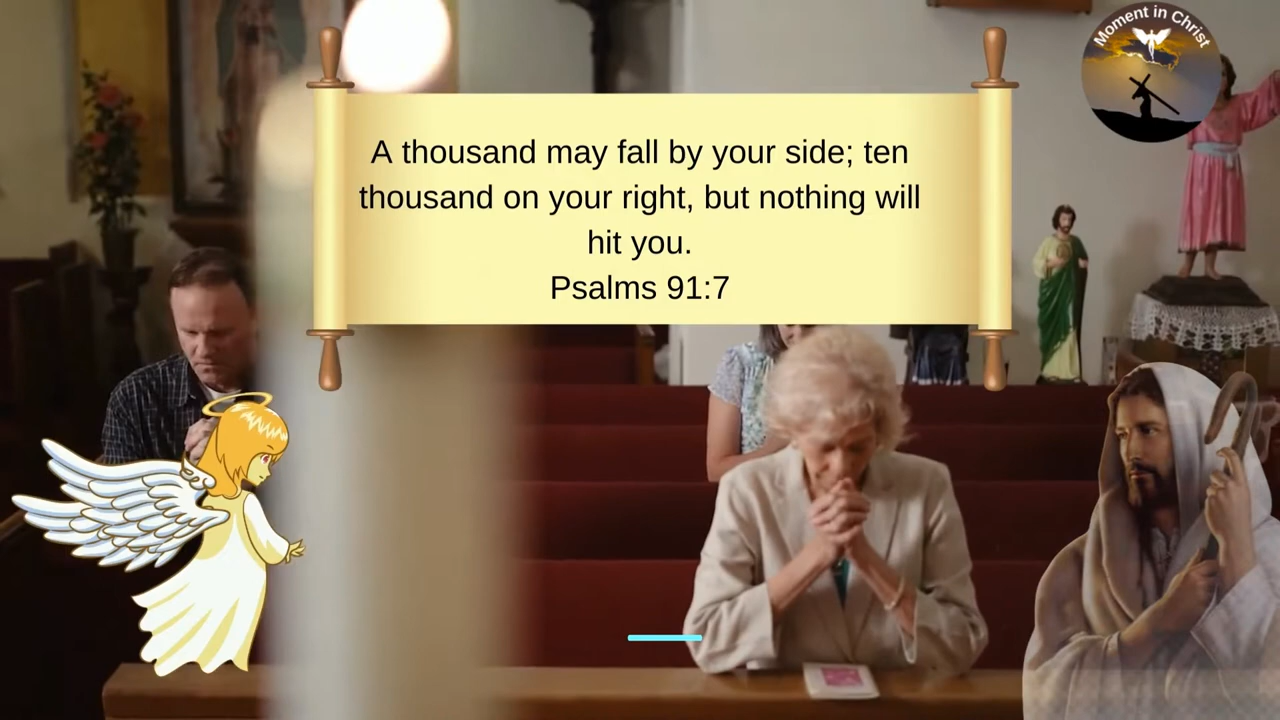 Moment in Christ
A thousand may fall by your side; ten
thousand on your right, but nothing will
hit you.
Psalms 91:7